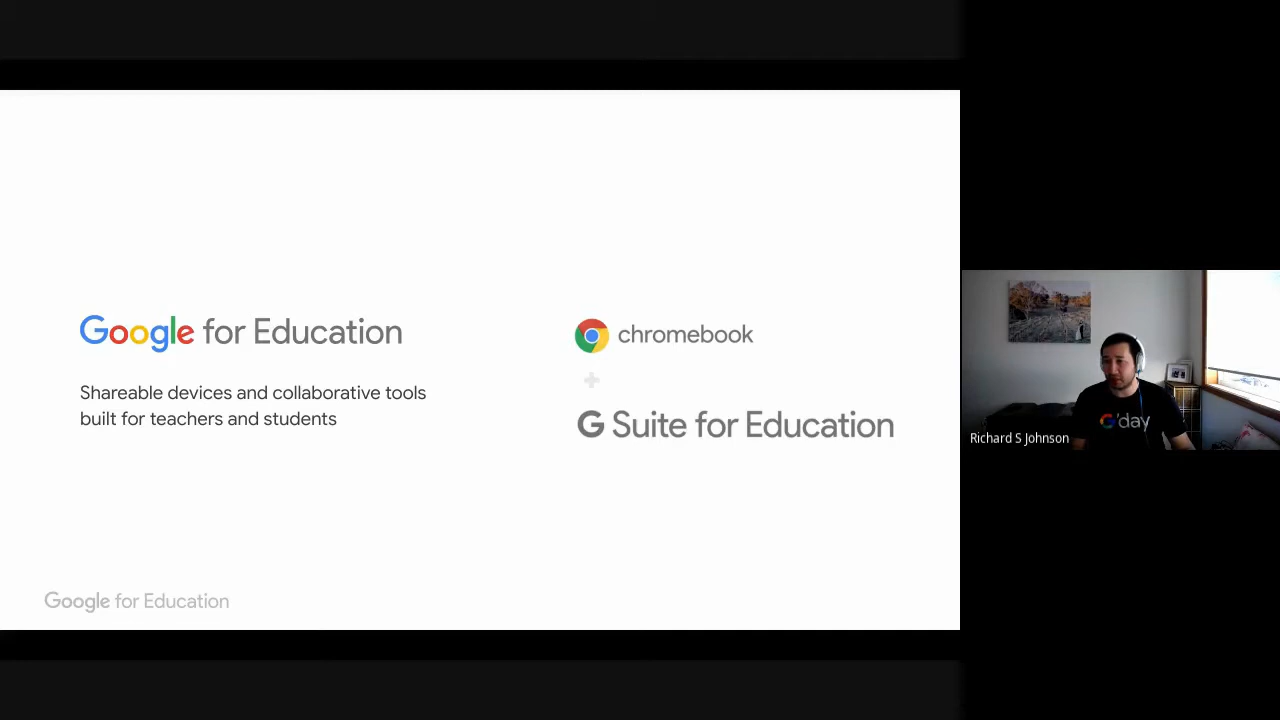 Google for Education
Shareable devices and collaborative tools
built for teachers and students
chromebook
G Suite for Education
Google for Education
Richard S Johnson
G'day